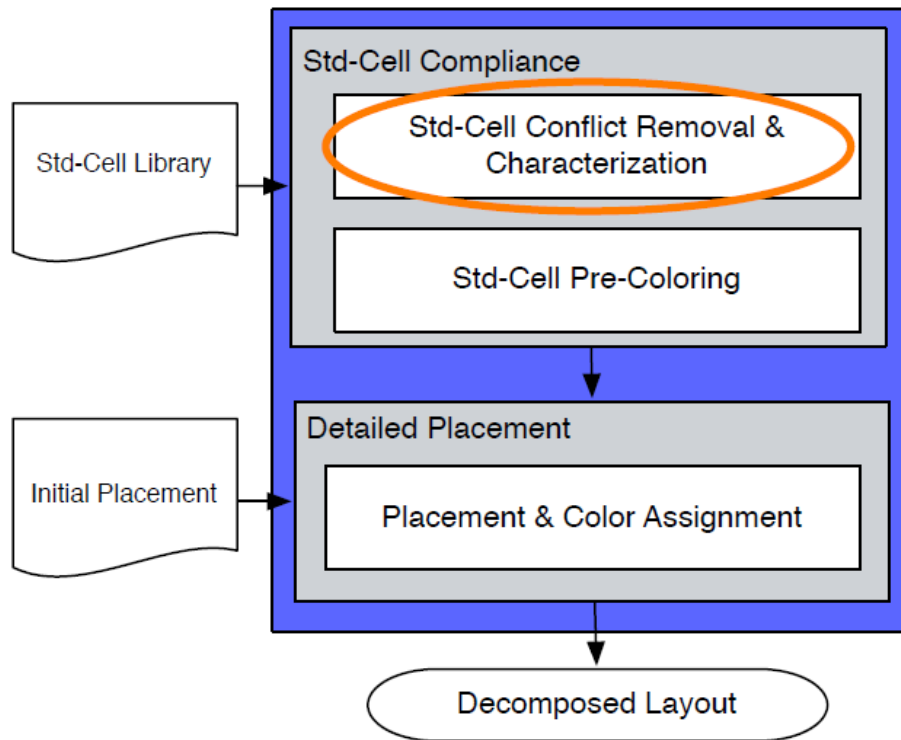 Std-Cell Compliance
Std-Cell Conflict Removal &
Characterization
Std-Cell Library
Std-Cell Pre-Coloring
Detailed Placement
Initial Placement
Placement & Color Assignment
Decomposed Layout